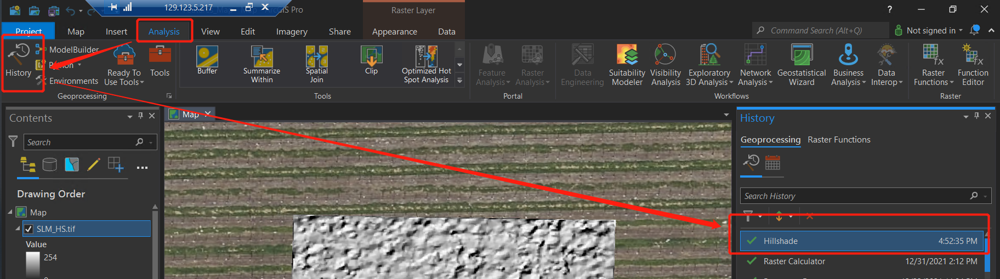 129.123.5.217
GIS Pro
Raster Layer
?
Project
Map
Insert
Analysis
View
Edit
Imagery
Share
Appearance
Data
Command Search (Alt+Q)
Not signed in
History
ModelBuilder
Python
Environments
Ready To
Use Tools
Tools
Geoprocessing
Buffer
Summarize
Within
Spatial
Join
Clip
Optimized Hot
Spot Analysis
Tools
Feature
Analysis
Raster
Analysis
Portal
Data
Engineering
Suitability
Modeler
Visibility
Analysis
Exploratory
3D Analysis
Network
Analysis
Geostatistical
Wizard
Business
Analysis
Data
Interop
Workflows
Raster
Functions
Function
Editor
Raster
Contents
Search
Drawing Order
Map
SLM_HS.tif
Value
254
Map
History
Geoprocessing
Raster Functions
Search History
Hillshade 4:52:35 PM
Raster Calculator 12/31/2021 2:12 PM